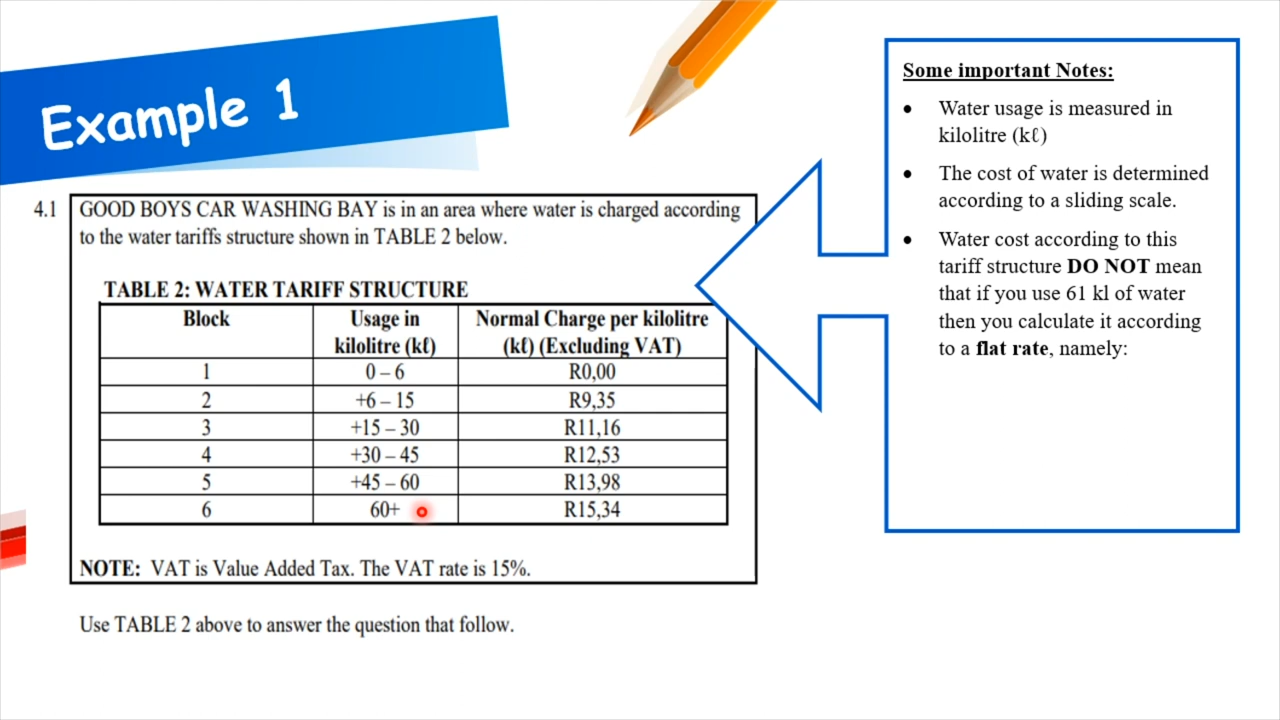 Example 1
4.1 GOOD BOYS CAR WASHING BAY is in an area where water is charged according
to the water tariffs structure shown in TABLE 2 below.
TABLE 2: WATER TARIFF STRUCTURE
Block Usage in kilolitre (kℓ) Normal Charge per kilolitre (kℓ) (Excluding VAT)
1 0 – 6 R0,00
2 +6 – 15 R9,35
3 +15 – 30 R11,16
4 +30 – 45 R12,53
5 +45 – 60 R13,98
6 60+ R15,34
NOTE: VAT is Value Added Tax. The VAT rate is 15%.
Use TABLE 2 above to answer the question that follow.
Some important Notes:
• Water usage is measured in
kilolitre (kℓ)
• The cost of water is determined
according to a sliding scale.
• Water cost according to this
tariff structure DO NOT mean
that if you use 61 kl of water
then you calculate it according
to a flat rate, namely: